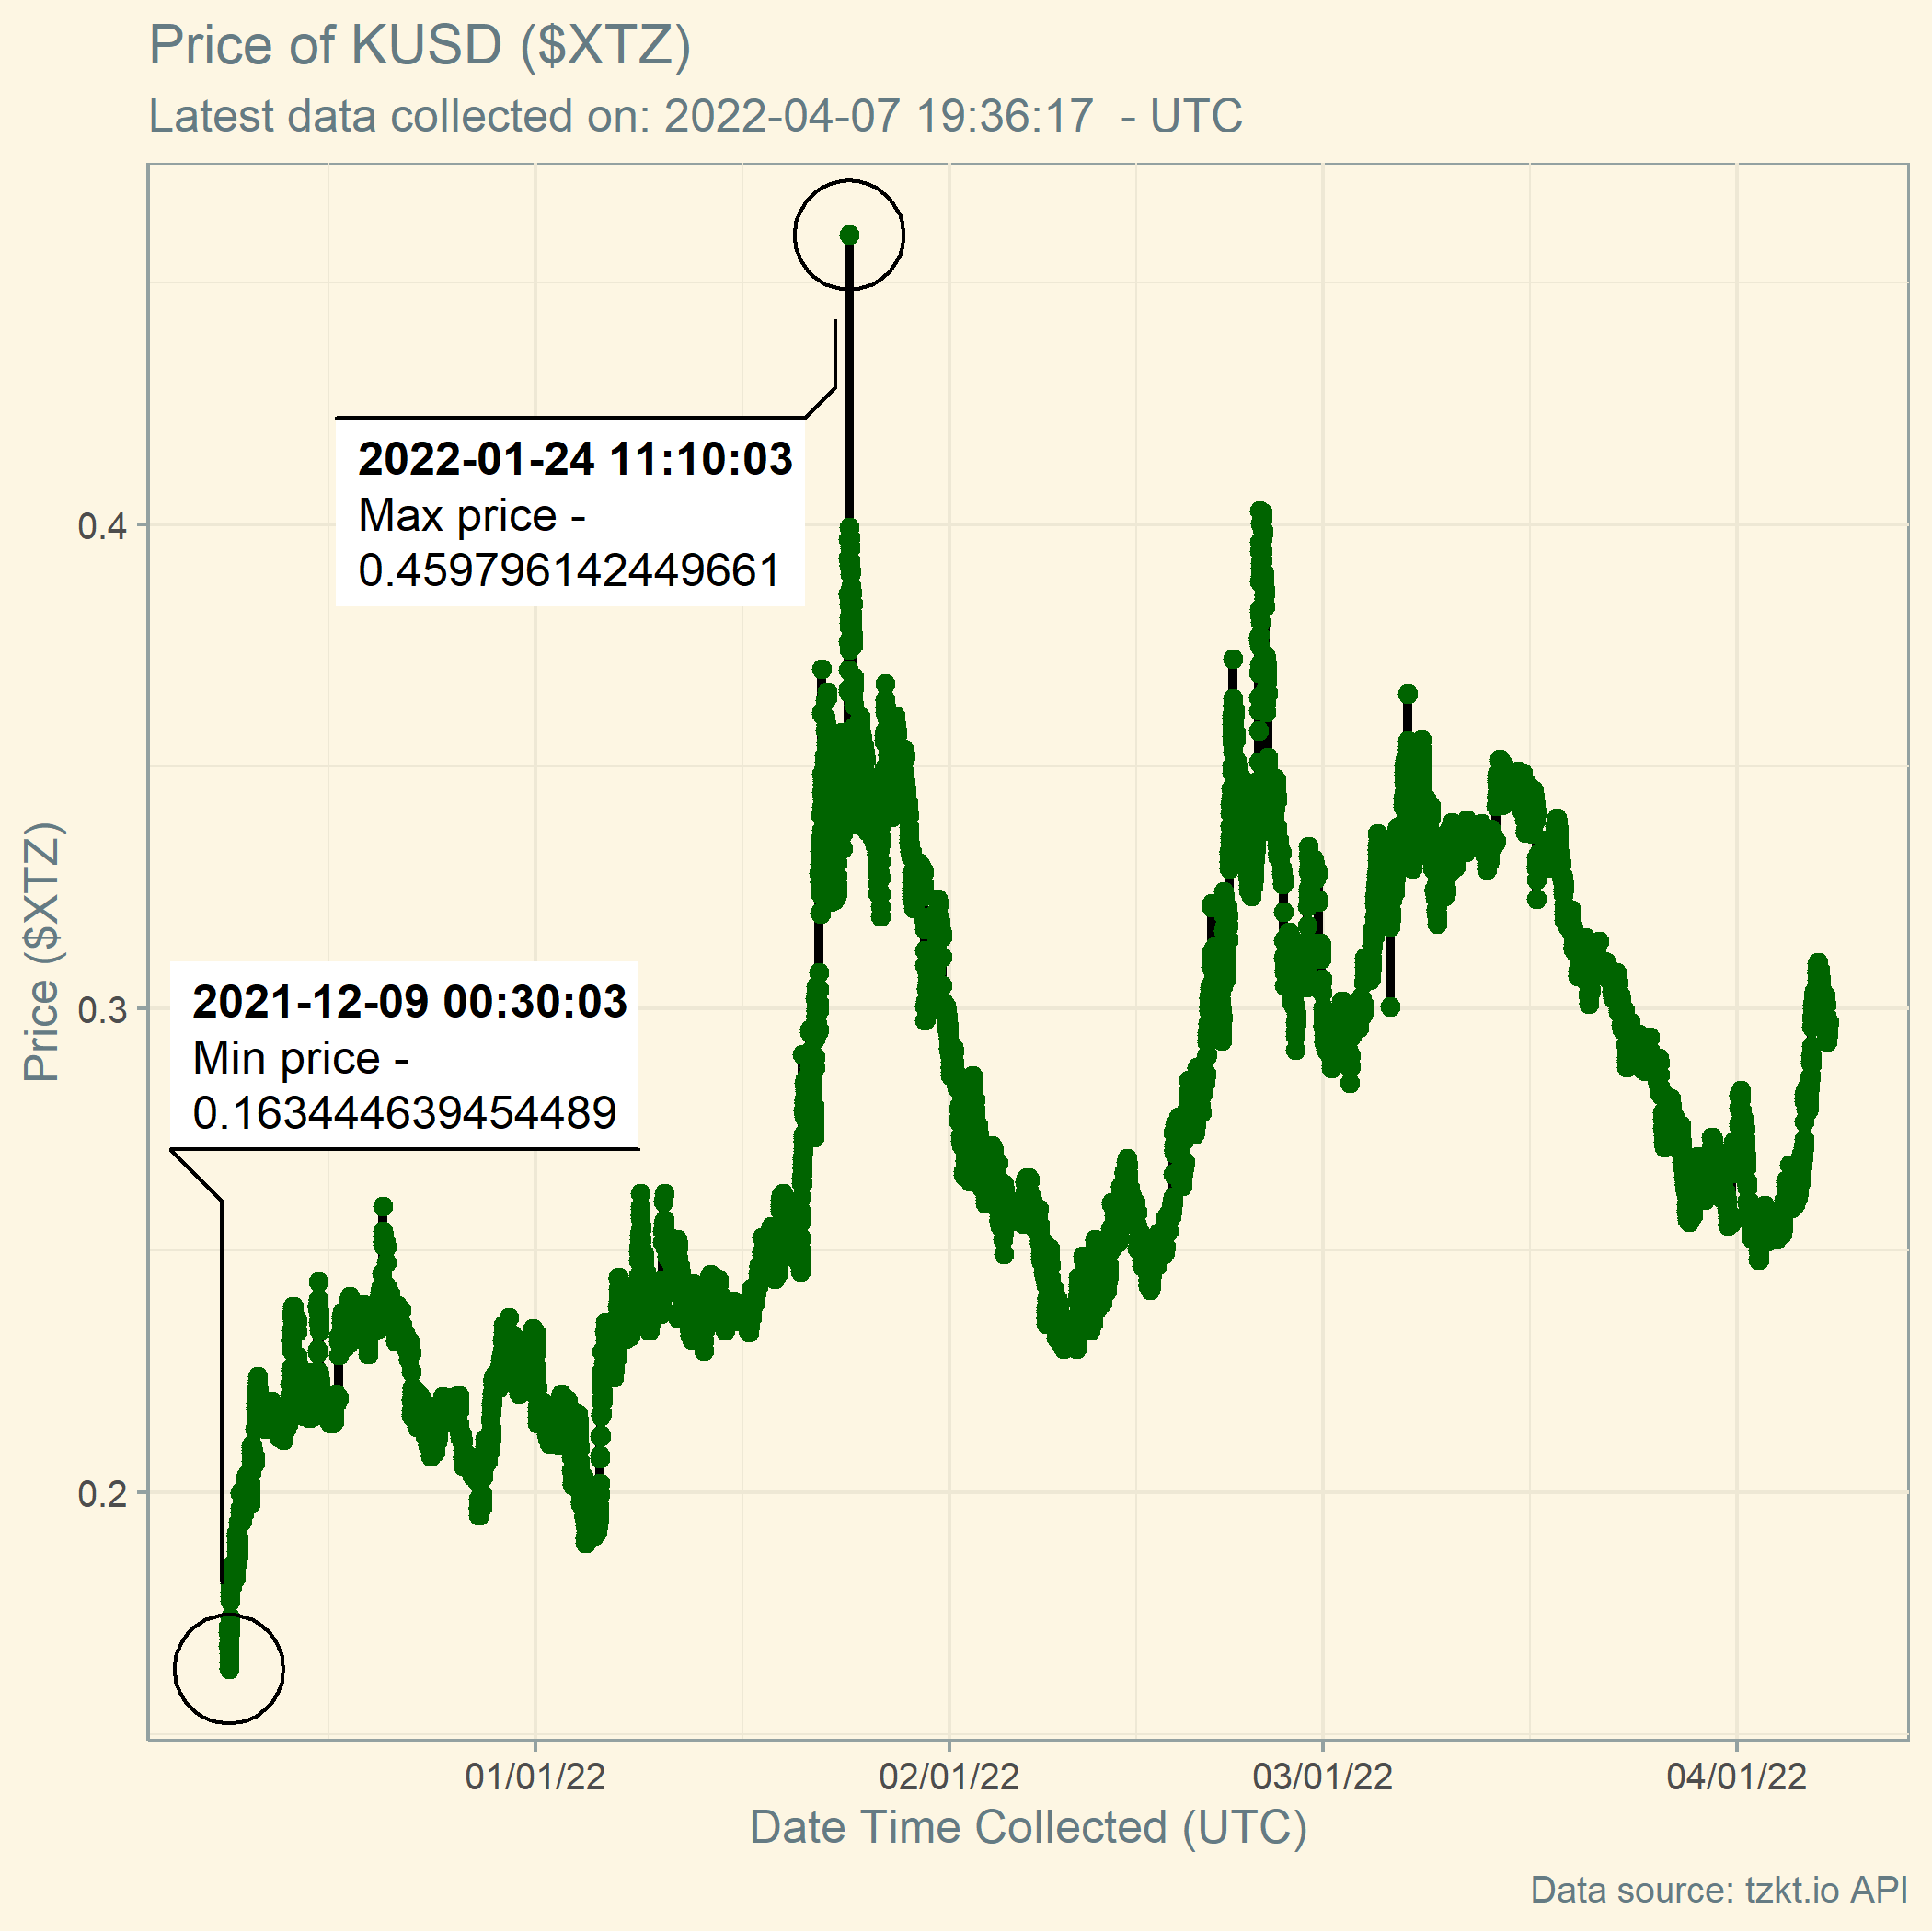 Price of KUSD ($XTZ)
Latest data collected on: 2022-04-07 19:36:17  - UTC
2022-01-24 11:10:03
Max price -
0.459796142449661
2021-12-09 00:30:03
Min price -
0.163444639454489
Price ($XTZ)
0.4
0.3
0.2
01/01/22
02/01/22
03/01/22
04/01/22
Date Time Collected (UTC)
Data source: tzkt.io API